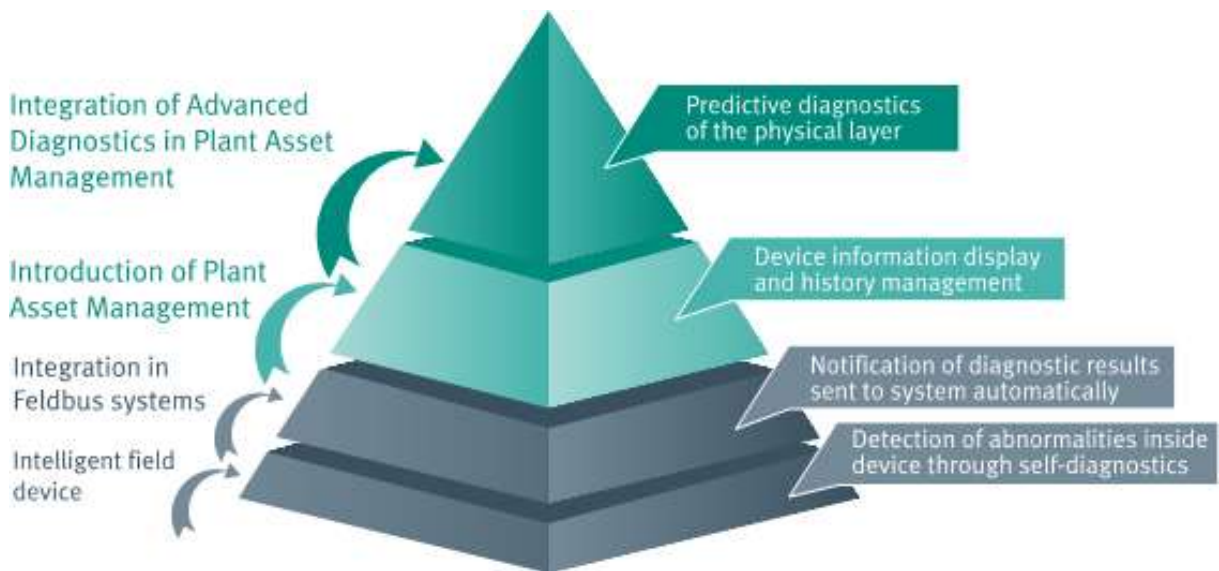 Integration of Advanced
Diagnostics in Plant Asset
Management
Predictive diagnostics
of the physical layer
Introduction of Plant
Asset Management
Device information display
and history management
Integration in
Feldbus systems
Notification of diagnostic results
sent to system automatically
Intelligent field
device
Detection of abnormalities inside
device through self-diagnostics